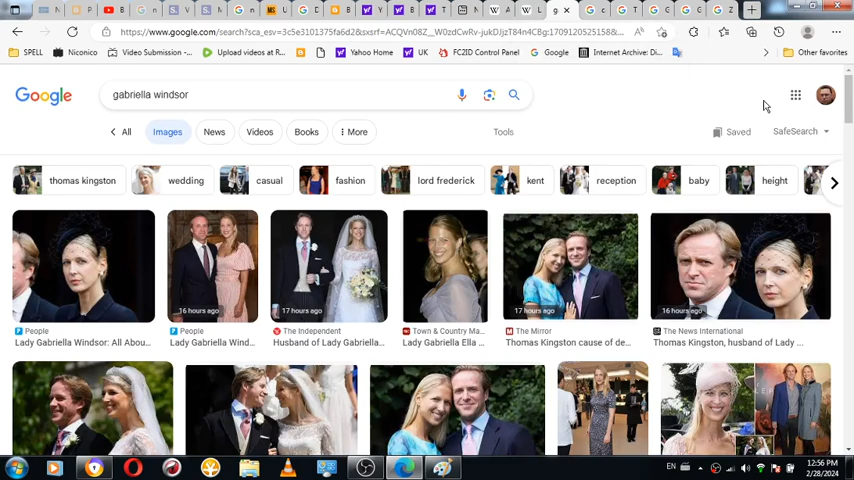 https://www.google.com/search?sca_esv=3c5e3101375fa6d2&sxsrf=ACQVn08Z__W0zdCwRv-jukDJjzT84n4CBg:1709120525158&...
SPELL Niconico Video Submission -... Upload videos at R... Yahoo Home UK FC2ID Control Panel Google Internet Archive: Di... Other favorites
Google
gabriella windsor
All Images News Videos Books More Tools Saved SafeSearch
thomas kingston wedding casual fashion lord frederick kent reception baby height
16 hours ago 17 hours ago 17 hours ago 16 hours ago
People People The Independent Town & Country Ma... The Mirror The News International
Lady Gabriella Windsor: All Abou... Lady Gabriella Wind... Husband of Lady Gabriella... Lady Gabriella Ella ... Thomas Kingston cause of de... Thomas Kingston, husband of Lady ...
EN 12:56 PM
2/28/2024